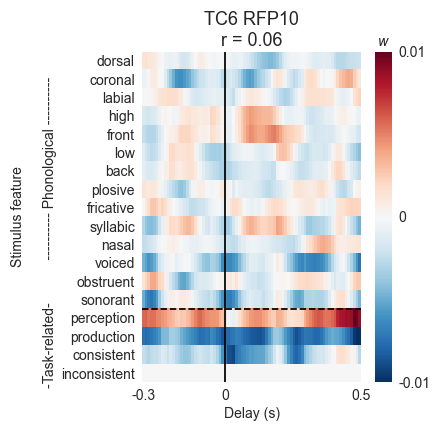 TC6 RFP10
r = 0.06
w
dorsal
coronal
labial
high
front
low
back
plosive
fricative
syllabic
nasal
voiced
obstruent
sonorant
perception
production
consistent
inconsistent
Stimulus feature
-Task-related- ---------- Phonological ----------
0.01
0
-0.01
-0.3 0 0.5
Delay (s)